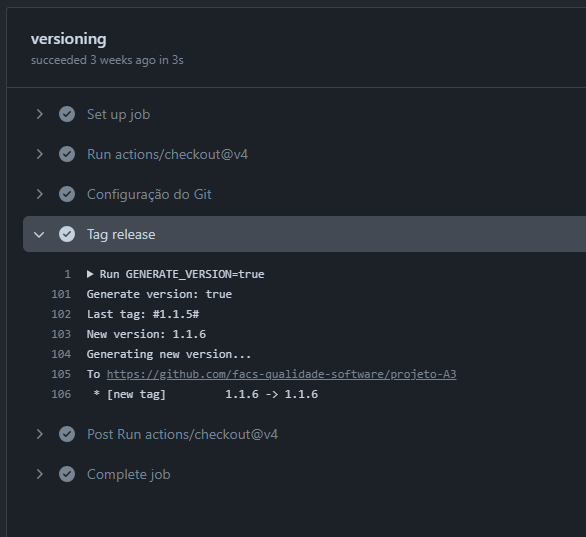 versioning
succeeded 3 weeks ago in 3s
Set up job
Run actions/checkout@v4
Configuração do Git
Tag release
1 Run GENERATE_VERSION=true
101 Generate version: true
102 Last tag: #1.1.5#
103 New version: 1.1.6
104 Generating new version...
105 To https://github.com/facs-qualidade-software/projeto-A3
106 * [new tag] 1.1.6 -> 1.1.6
Post Run actions/checkout@v4
Complete job